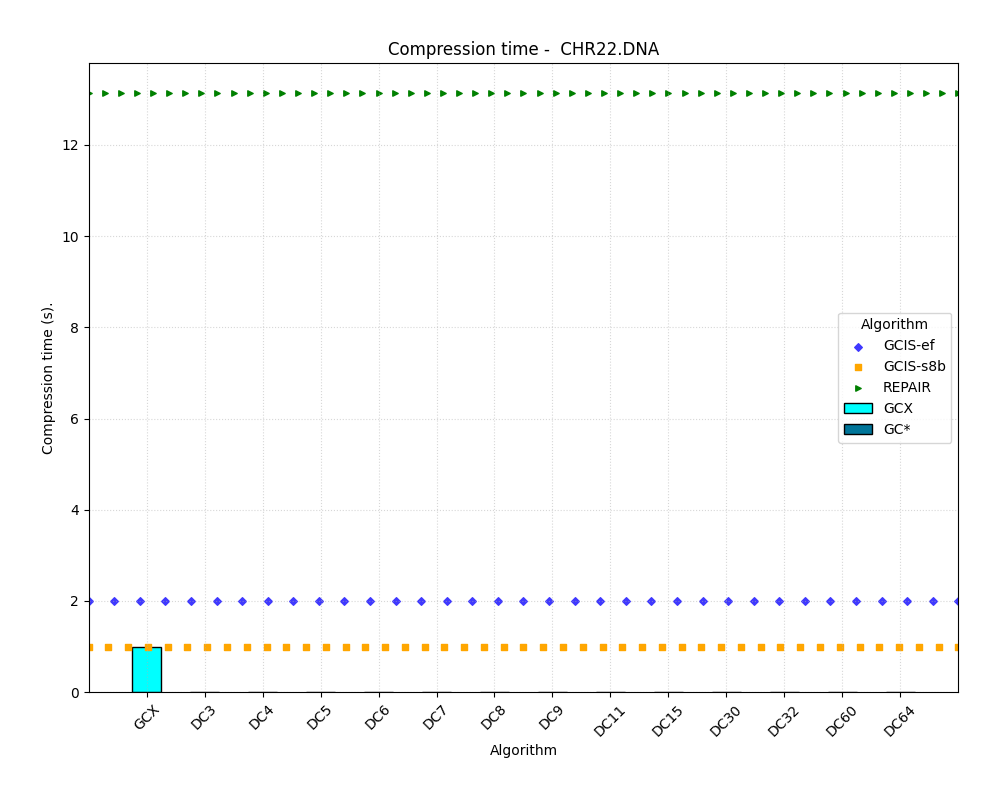 Compression time -  CHR22.DNA
12
10
8
6
4
2
0
Compression time (s).
Algorithm
GCIS-ef
GCIS-s8b
REPAIR
GCX
GC*
GCX
DC3
DC4
DC5
DC6
DC7
DC8
DC9
DC11
DC15
DC30
DC32
DC60
DC64
Algorithm